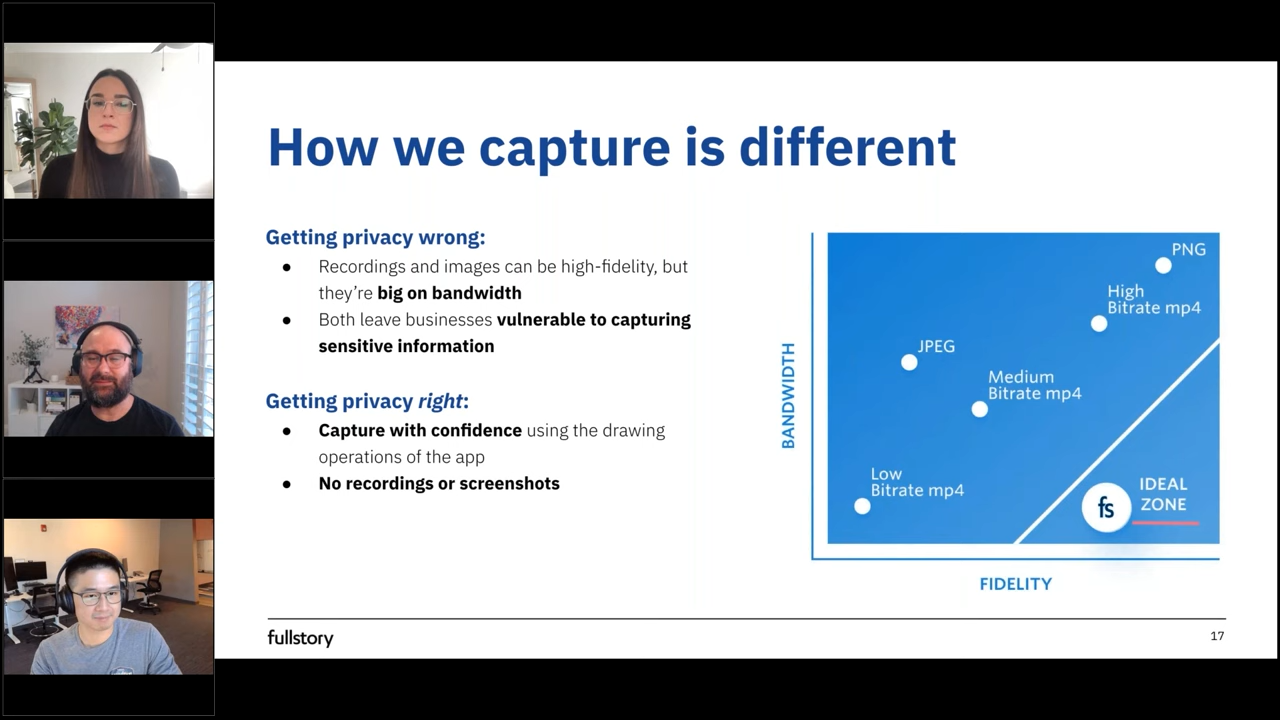 How we capture is different
Getting privacy wrong:
● Recordings and images can be high-fidelity, but
they’re big on bandwidth
● Both leave businesses vulnerable to capturing
sensitive information
Getting privacy right:
● Capture with confidence using the drawing
operations of the app
● No recordings or screenshots
BANDWIDTH
PNG
High
Bitrate mp4
JPEG
Medium
Bitrate mp4
Low
Bitrate mp4
fs
IDEAL
ZONE
FIDELITY
fullstory
17